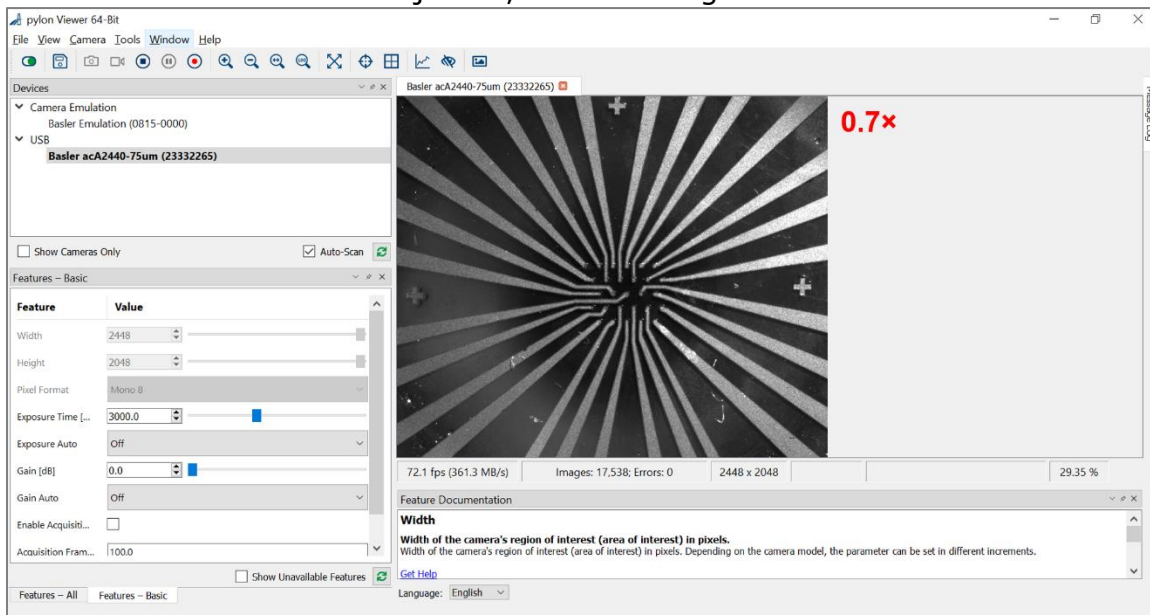 pylon Viewer 64-Bit
File View Camera Tools Window Help
Devices
Camera Emulation
Basler Emulation (0815-0000)
USB
Basler acA2440-75um (23332265)
Show Cameras Only
Auto-Scan
Features – Basic
Feature Value
Width 2448
Height 2048
Pixel Format Mono 8
Exposure Time [... 3000.0
Exposure Auto Off
Gain [dB] 0.0
Gain Auto Off
Enable Acquisiti...
Acquisition Fram... 100.0
Show Unavailable Features
Features – All Features – Basic
Basler acA2440-75um (23332265)
0.7×
Message Log
72.1 fps (361.3 MB/s) Images: 17,538; Errors: 0 2448 x 2048 29.35 %
Feature Documentation
Width
Width of the camera's region of interest (area of interest) in pixels.
Width of the camera's region of interest (area of interest) in pixels. Depending on the camera model, the parameter can be set in different increments.
Get Help
Language: English